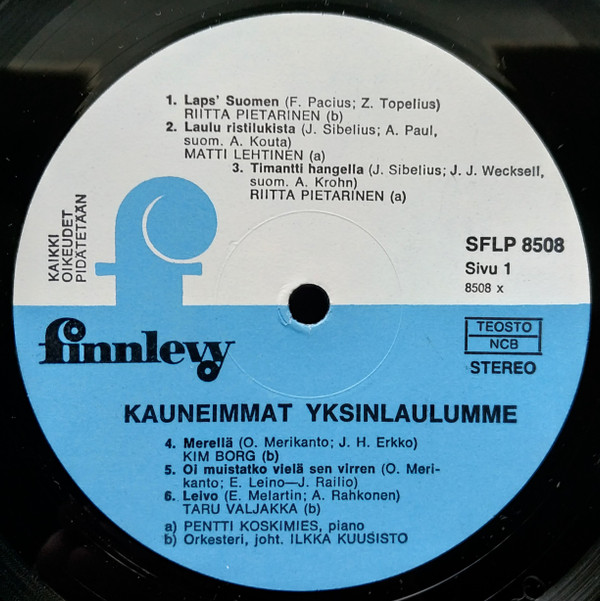 1. Laps' Suomen (F. Pacius; Z. Topelius)
RIITTA PIETARINEN (b)
2. Laulu ristilukista (J. Sibelius; A. Paul,
suom. A. Kouta)
MATTI LEHTINEN (a)
3. Timantti hangella (J. Sibelius; J. J. Wecksell,
suom. A. Krohn)
RIITTA PIETARINEN (a)
KAIKKI
OIKEUDET
PIDÄTETÄÄN
SFLP 8508
Sivu 1
8508 x
finnlevy
TEOSTO
NCB
STEREO
KAUNEIMMAT YKSINLAULUMME
4. Merellä (O. Merikanto; J. H. Erkko)
KIM BORG (b)
5. Oi muistatko vielä sen virren (O. Meri-
kanto; E. Leino—J. Railio)
6. Leivo (E. Melartin; A. Rahkonen)
TARU VALJAKKA (b)
a) PENTTI KOSKIMIES, piano
b) Orkesteri, joht. ILKKA KUUSISTO